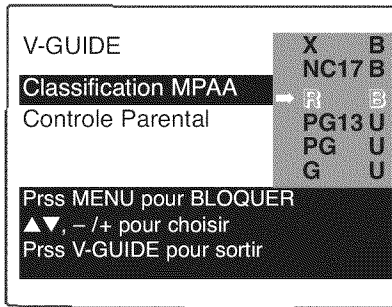 V-GUIDE
Classification MPAA
Controle Parental
X B
NC17 B
➡ R B
PG13 U
PG U
G U
Prss MENU pour BLOQUER
▲▼, – /+ pour choisir
Prss V-GUIDE pour sortir